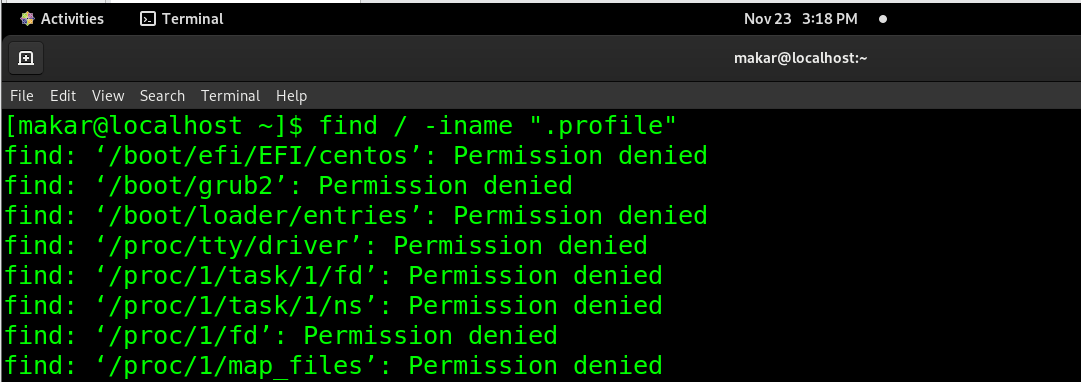 Activities Terminal Nov 23 3:18 PM
makar@localhost:~
File Edit View Search Terminal Help
[makar@localhost ~]$ find / -iname ".profile"
find: ‘/boot/efi/EFI/centos’: Permission denied
find: ‘/boot/grub2’: Permission denied
find: ‘/boot/loader/entries’: Permission denied
find: ‘/proc/tty/driver’: Permission denied
find: ‘/proc/1/task/1/fd’: Permission denied
find: ‘/proc/1/task/1/ns’: Permission denied
find: ‘/proc/1/fd’: Permission denied
find: ‘/proc/1/map_files’: Permission denied